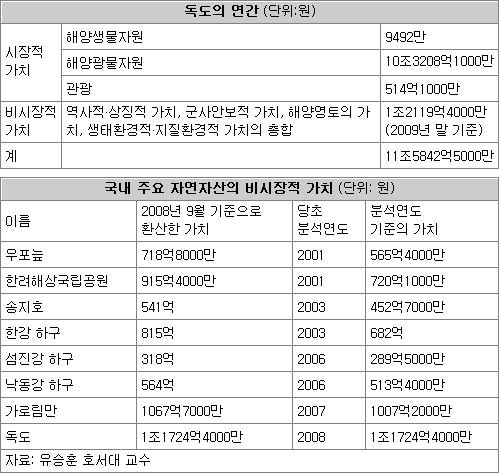 독도의 연간 (단위:원)
시장적 가치 해양생물자원 9492만
해양광물자원 10조3208억1000만
관광 514억1000만
비시장적 가치 역사적·상징적 가치, 군사안보적 가치, 해양영토의 가치, 생태환경적·지질환경적 가치의 총합 1조2119억4000만 (2009년 말 기준)
계 11조5842억5000만
국내 주요 자연자산의 비시장적 가치 (단위: 원)
이름 2008년 9월 기준으로 환산한 가치 당초 분석연도 분석연도 기준의 가치
우포늪 718억8000만 2001 565억4000만
한려해상국립공원 915억4000만 2001 720억1000만
송지호 541억 2003 452억7000만
한강 하구 815억 2003 682억
섬진강 하구 318억 2006 289억5000만
낙동강 하구 564억 2006 513억4000만
가로림만 1067억7000만 2007 1007억2000만
독도 1조1724억4000만 2008 1조1724억4000만
자료: 유승훈 호서대 교수